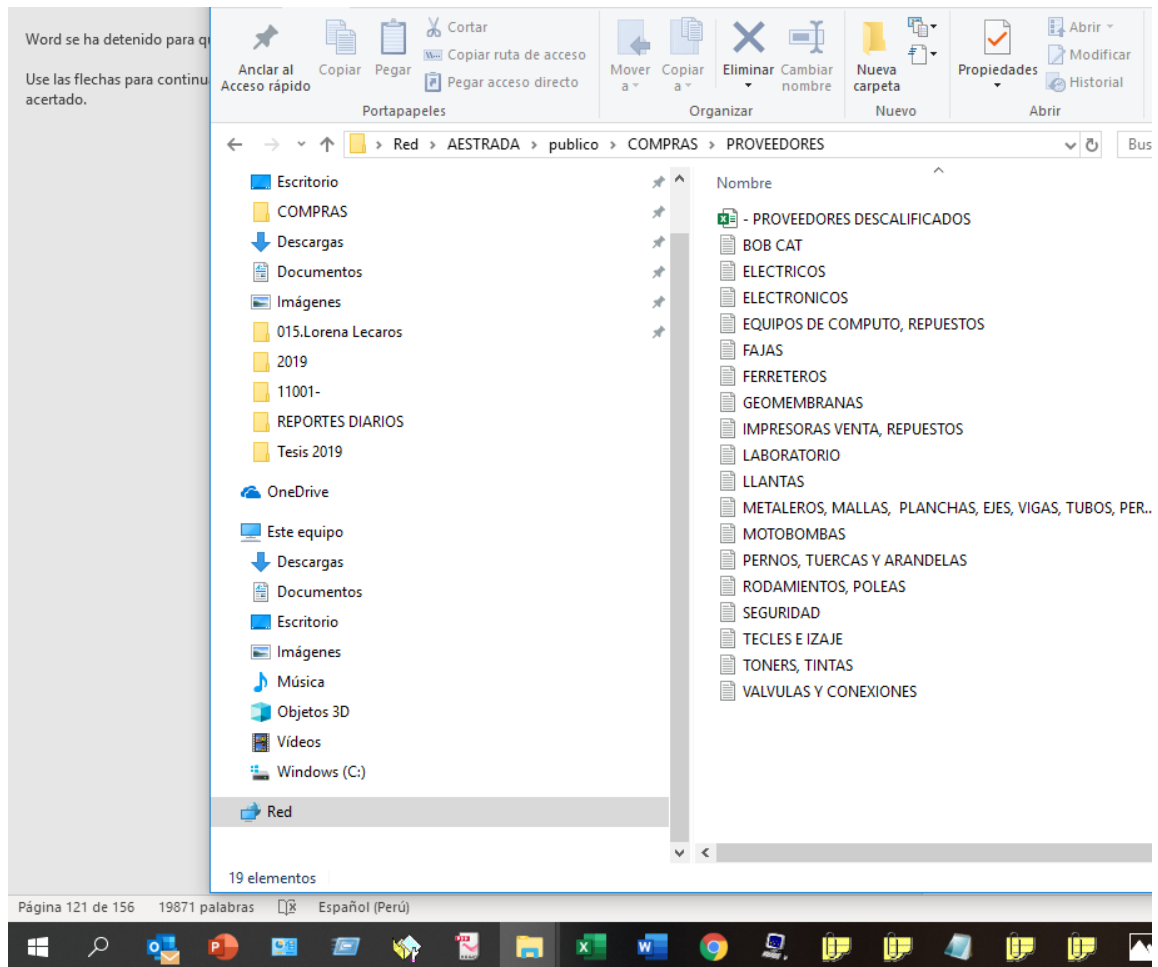 Word se ha detenido para qu
Use las flechas para continua
acertado.
Anclar al
Acceso rápido
Copiar
Pegar
Cortar
Copiar ruta de acceso
Pegar acceso directo
Portapapeles
Mover
a
Copiar
a
Eliminar
Cambiar
nombre
Organizar
Nueva
carpeta
Nuevo
Propiedades
Abrir
Modificar
Historial
Abrir
> Red > AESTRADA > publico > COMPRAS > PROVEEDORES
Bus
Escritorio
COMPRAS
Descargas
Documentos
Imágenes
015.Lorena Lecaros
2019
11001-
REPORTES DIARIOS
Tesis 2019
OneDrive
Este equipo
Descargas
Documentos
Escritorio
Imágenes
Música
Objetos 3D
Vídeos
Windows (C:)
Red
Nombre
- PROVEEDORES DESCALIFICADOS
BOB CAT
ELECTRICOS
ELECTRONICOS
EQUIPOS DE COMPUTO, REPUESTOS
FAJAS
FERRETEROS
GEOMEMBRANAS
IMPRESORAS VENTA, REPUESTOS
LABORATORIO
LLANTAS
METALEROS, MALLAS, PLANCHAS, EJES, VIGAS, TUBOS, PER...
MOTOBOMBAS
PERNOS, TUERCAS Y ARANDELAS
RODAMIENTOS, POLEAS
SEGURIDAD
TECLES E IZAJE
TONERS, TINTAS
VALVULAS Y CONEXIONES
19 elementos
Página 121 de 156 19871 palabras Español (Perú)